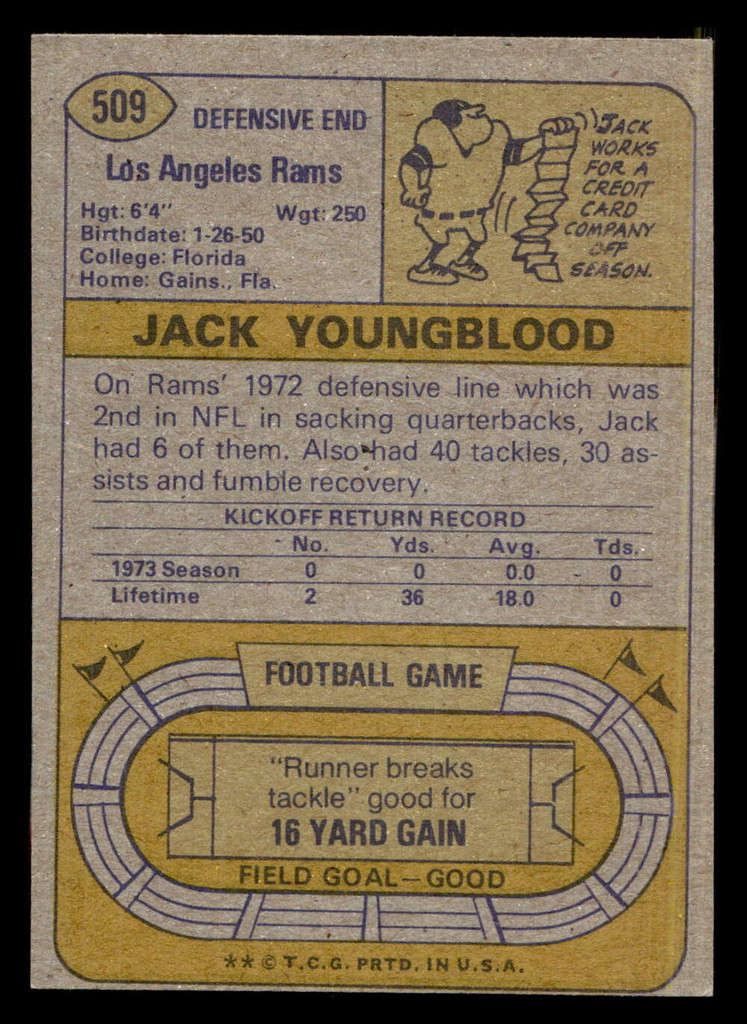 509
DEFENSIVE END
Los Angeles Rams
Hgt: 6'4" Wgt: 250
Birthdate: 1-26-50
College: Florida
Home: Gains., Fla.
JACK
WORKS
FOR A
CREDIT
CARD
COMPANY
OFF
SEASON.
JACK YOUNGBLOOD
On Rams' 1972 defensive line which was
2nd in NFL in sacking quarterbacks, Jack
had 6 of them. Also had 40 tackles, 30 as-
sists and fumble recovery.
KICKOFF RETURN RECORD
No. Yds. Avg. Tds.
1973 Season 0 0 0.0 0
Lifetime 2 36 18.0 0
FOOTBALL GAME
"Runner breaks
tackle" good for
16 YARD GAIN
FIELD GOAL—GOOD
** © T.C.G. PRTD. IN U.S.A.